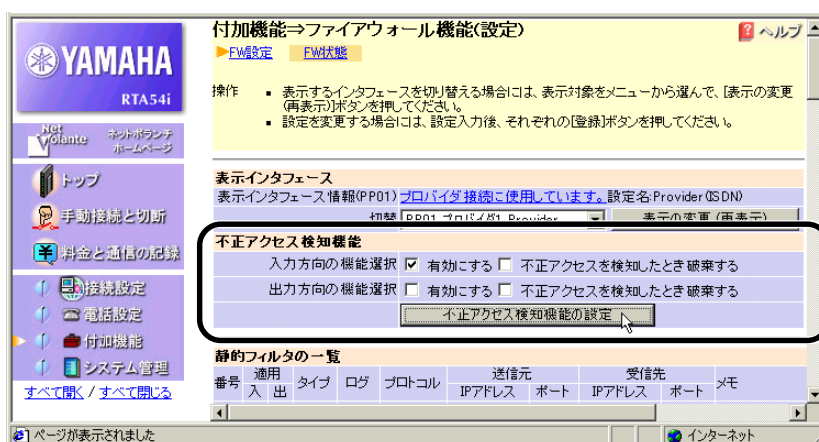 付加機能⇒ファイアウォール機能(設定)
ヘルプ
FW設定 FW状態
YAMAHA
RTA54i
操作 ▪ 表示するインタフェースを切り替える場合には、表示対象をメニューから選んで、[表示の変更
(再表示)]ボタンを押してください。
▪ 設定を変更する場合には、設定入力後、それぞれの[登録]ボタンを押してください。
Net Volante ネットボランチ
ホームページ
トップ
手動接続と切断
料金と通信の記録
接続設定
電話設定
付加機能
システム管理
すべて開く / すべて閉じる
表示インタフェース
表示インタフェース情報(PP01) プロバイダ接続に使用しています。 設定名:Provider(ISDN)
切替 PP01 プロバイダ1 Provider 表示の変更 (再表示)
不正アクセス検知機能
入力方向の機能選択 有効にする 不正アクセスを検知したとき破棄する
出力方向の機能選択 有効にする 不正アクセスを検知したとき破棄する
不正アクセス検知機能の設定
静的フィルタの一覧
番号 適用 タイプ ログ プロトコル 送信元 受信先 メモ
入 出 IPアドレス ポート IPアドレス ポート
ページが表示されました
インターネット